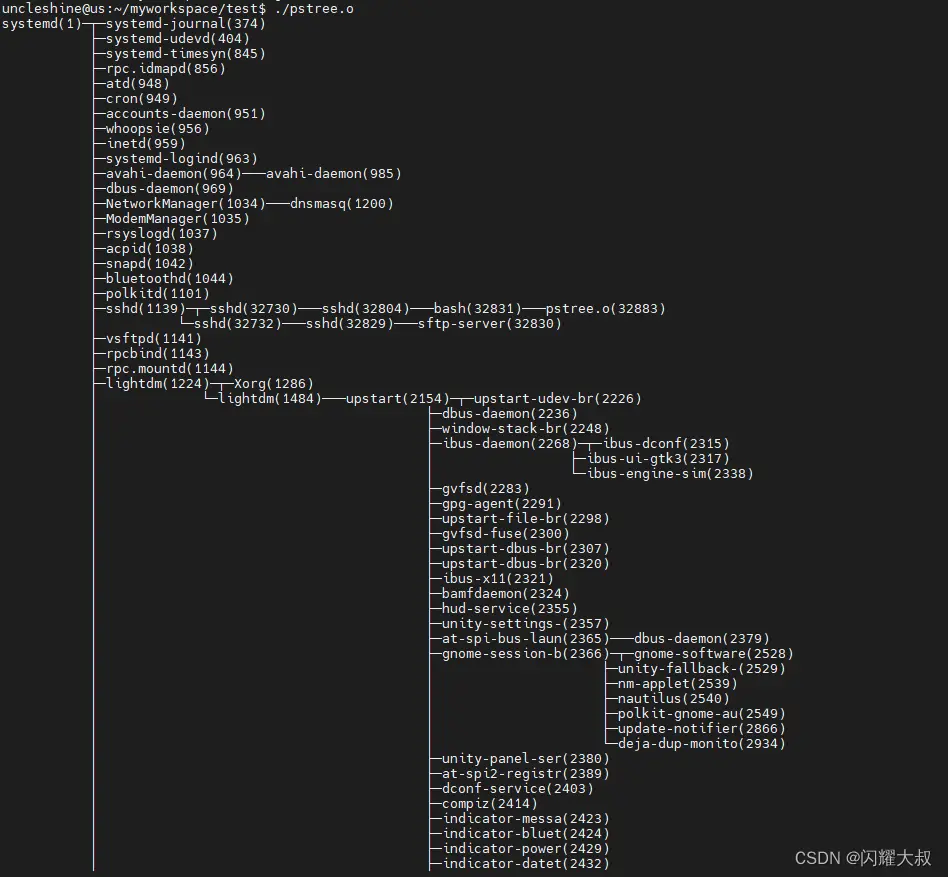 uncleshine@us:~/myworkspace/test$ ./pstree.o
systemd(1)─┬─systemd-journal(374)
├─systemd-udevd(404)
├─systemd-timesyn(845)
├─rpc.idmapd(856)
├─atd(948)
├─cron(949)
├─accounts-daemon(951)
├─whoopsie(956)
├─inetd(959)
├─systemd-logind(963)
├─avahi-daemon(964)───avahi-daemon(985)
├─dbus-daemon(969)
├─NetworkManager(1034)───dnsmasq(1200)
├─ModemManager(1035)
├─rsyslogd(1037)
├─acpid(1038)
├─snapd(1042)
├─bluetoothd(1044)
├─polkitd(1101)
├─sshd(1139)─┬─sshd(32730)───sshd(32804)───bash(32831)───pstree.o(32883)
│ └─sshd(32732)───sshd(32829)───sftp-server(32830)
├─vsftpd(1141)
├─rpcbind(1143)
├─rpc.mountd(1144)
├─lightdm(1224)─┬─Xorg(1286)
│ └─lightdm(1484)───upstart(2154)─┬─upstart-udev-br(2226)
│ ├─dbus-daemon(2236)
│ ├─window-stack-br(2248)
│ ├─ibus-daemon(2268)─┬─ibus-dconf(2315)
│ │ ├─ibus-ui-gtk3(2317)
│ │ └─ibus-engine-sim(2338)
│ ├─gvfsd(2283)
│ ├─gpg-agent(2291)
│ ├─upstart-file-br(2298)
│ ├─gvfsd-fuse(2300)
│ ├─upstart-dbus-br(2307)
│ ├─upstart-dbus-br(2320)
│ ├─ibus-x11(2321)
│ ├─bamfdaemon(2324)
│ ├─hud-service(2355)
│ ├─unity-settings-(2357)
│ ├─at-spi-bus-laun(2365)───dbus-daemon(2379)
│ ├─gnome-session-b(2366)─┬─gnome-software(2528)
│ │ ├─unity-fallback-(2529)
│ │ ├─nm-applet(2539)
│ │ ├─nautilus(2540)
│ │ ├─polkit-gnome-au(2549)
│ │ ├─update-notifier(2866)
│ │ └─deja-dup-monito(2934)
│ ├─unity-panel-ser(2380)
│ ├─at-spi2-registr(2389)
│ ├─dconf-service(2403)
│ ├─compiz(2414)
│ ├─indicator-messa(2423)
│ ├─indicator-bluet(2424)
│ ├─indicator-power(2429)
│ ├─indicator-datet(2432)
CSDN @闪耀大叔